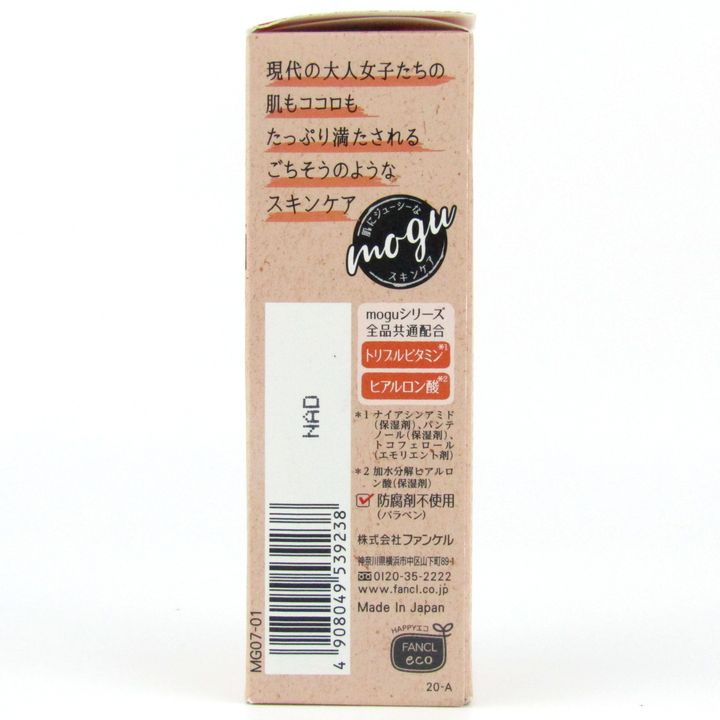 現代の大人女子たちの
肌もココロも
たっぷり満たされる
ごちそうのような
スキンケア
肌にジューシーな
mogu
スキンケア
moguシリーズ
全品共通配合
トリプルビタミン*1
ヒアルロン酸*2
*1 ナイアシンアミド
(保湿剤)、パンテ
ノール(保湿剤)、
トコフェロール
(エモリエント剤)
*2 加水分解ヒアルロ
ン酸(保湿剤)
防腐剤不使用
(パラベン)
株式会社ファンケル
神奈川県横浜市中区山下町89-1
0120-35-2222
www.fancl.co.jp
Made In Japan
HAPPYエコ
FANCL
eco
20-A
NAD
4 908049 539238
MG07-01